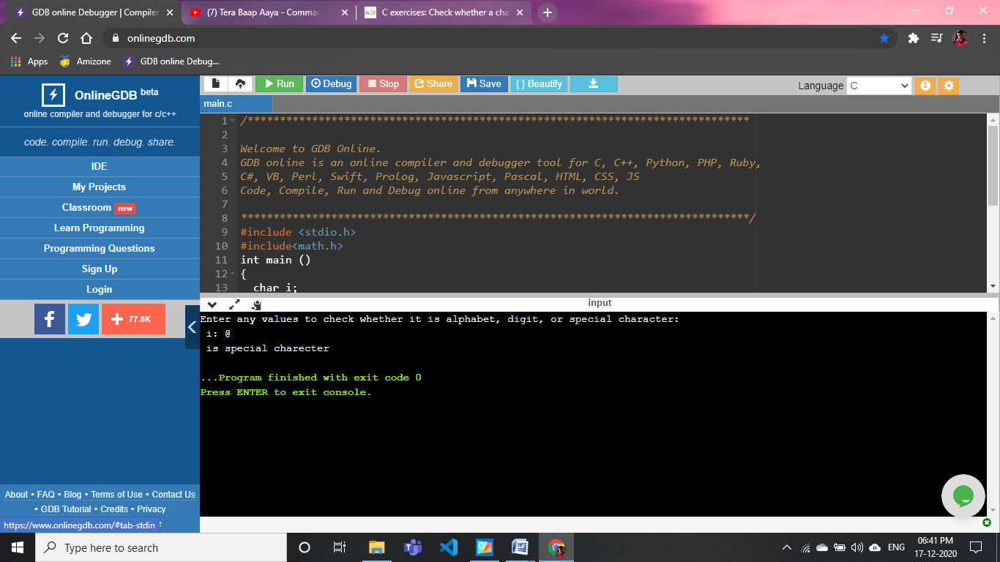 GDB online Debugger | Compiler
(7) Tera Baap Aaya - Comma
w3r C exercises: Check whether a cha
onlinegdb.com
Apps Amizone GDB online Debug...
OnlineGDB beta
online compiler and debugger for c/c++
code. compile. run. debug. share.
IDE
My Projects
Classroom new
Learn Programming
Programming Questions
Sign Up
Login
77.8K
About • FAQ • Blog • Terms of Use • Contact Us
• GDB Tutorial • Credits • Privacy
https://www.onlinegdb.com/#tab-stdin
Run Debug Stop Share Save { } Beautify
Language C
main.c
1 /******************************************************************************
2
3 Welcome to GDB Online.
4 GDB online is an online compiler and debugger tool for C, C++, Python, PHP, Ruby,
5 C#, VB, Perl, Swift, Prolog, Javascript, Pascal, HTML, CSS, JS
6 Code, Compile, Run and Debug online from anywhere in world.
7
8 *******************************************************************************/
9 #include <stdio.h>
10 #include<math.h>
11 int main ()
12 {
13 char i;
input
Enter any values to check whether it is alphabet, digit, or special character:
i: @
is special charecter
...Program finished with exit code 0
Press ENTER to exit console.
Type here to search
ENG
06:41 PM
17-12-2020